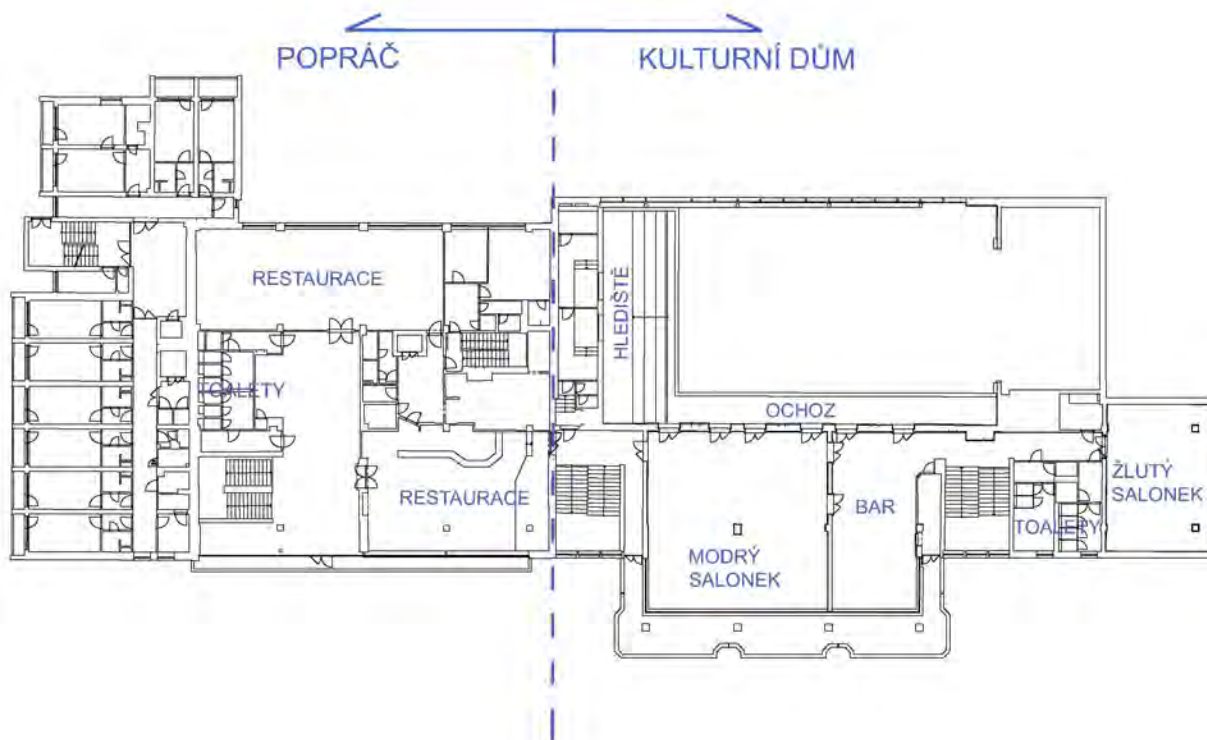 POPRÁČ
KULTURNÍ DŮM
RESTAURACE
HLEDIŠTĚ
TOALETY
OCHOZ
RESTAURACE
BAR
ŽLUTÝ
SALONEK
TOALETY
MODRÝ
SALONEK